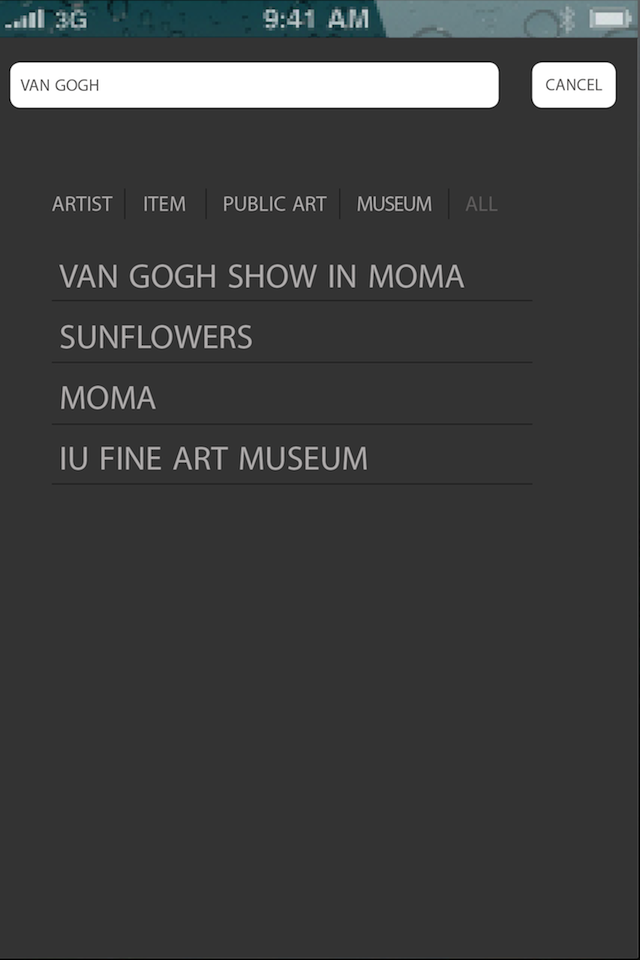 3G 9:41 AM
VAN GOGH CANCEL
ARTIST ITEM PUBLIC ART MUSEUM ALL
VAN GOGH SHOW IN MOMA
SUNFLOWERS
MOMA
IU FINE ART MUSEUM